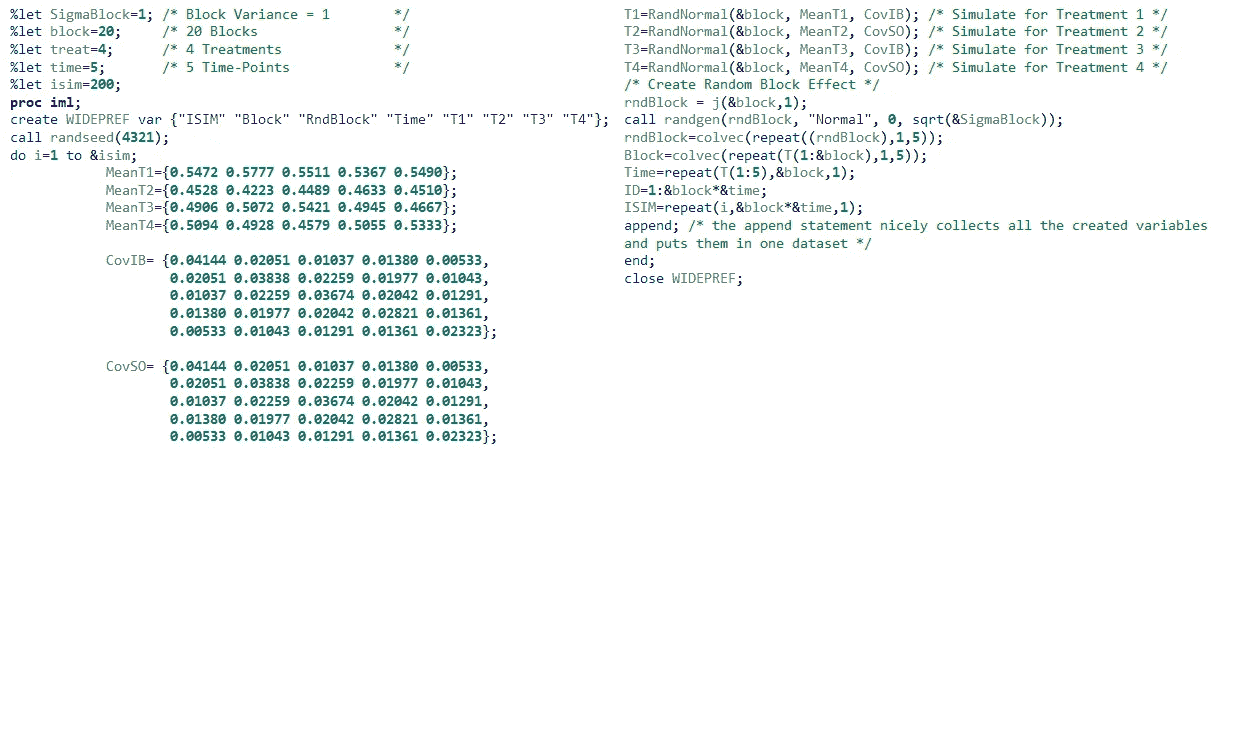 %let SigmaBlock=1; /* Block Variance = 1        */
%let block=20;     /* 20 Blocks                 */
%let treat=4;      /* 4 Treatments              */
%let time=5;       /* 5 Time-Points             */
%let isim=200;
proc iml;
create WIDEPREF var {"ISIM" "Block" "RndBlock" "Time" "T1" "T2" "T3" "T4"};
call randseed(4321);
do i=1 to &isim;
            MeanT1={0.5472 0.5777 0.5511 0.5367 0.5490};
            MeanT2={0.4528 0.4223 0.4489 0.4633 0.4510};
            MeanT3={0.4906 0.5072 0.5421 0.4945 0.4667};
            MeanT4={0.5094 0.4928 0.4579 0.5055 0.5333};

            CovIB= {0.04144 0.02051 0.01037 0.01380 0.00533,
                    0.02051 0.03838 0.02259 0.01977 0.01043,
                    0.01037 0.02259 0.03674 0.02042 0.01291,
                    0.01380 0.01977 0.02042 0.02821 0.01361,
                    0.00533 0.01043 0.01291 0.01361 0.02323};

            CovSO= {0.04144 0.02051 0.01037 0.01380 0.00533,
                    0.02051 0.03838 0.02259 0.01977 0.01043,
                    0.01037 0.02259 0.03674 0.02042 0.01291,
                    0.01380 0.01977 0.02042 0.02821 0.01361,
                    0.00533 0.01043 0.01291 0.01361 0.02323};
T1=RandNormal(&block, MeanT1, CovIB); /* Simulate for Treatment 1 */
T2=RandNormal(&block, MeanT2, CovSO); /* Simulate for Treatment 2 */
T3=RandNormal(&block, MeanT3, CovIB); /* Simulate for Treatment 3 */
T4=RandNormal(&block, MeanT4, CovSO); /* Simulate for Treatment 4 */
/* Create Random Block Effect */
rndBlock = j(&block,1);
call randgen(rndBlock, "Normal", 0, sqrt(&SigmaBlock));
rndBlock=colvec(repeat((rndBlock),1,5));
Block=colvec(repeat(T(1:&block),1,5));
Time=repeat(T(1:5),&block,1);
ID=1:&block*&time;
ISIM=repeat(i,&block*&time,1);
append; /* the append statement nicely collects all the created variables
and puts them in one dataset */
end;
close WIDEPREF;